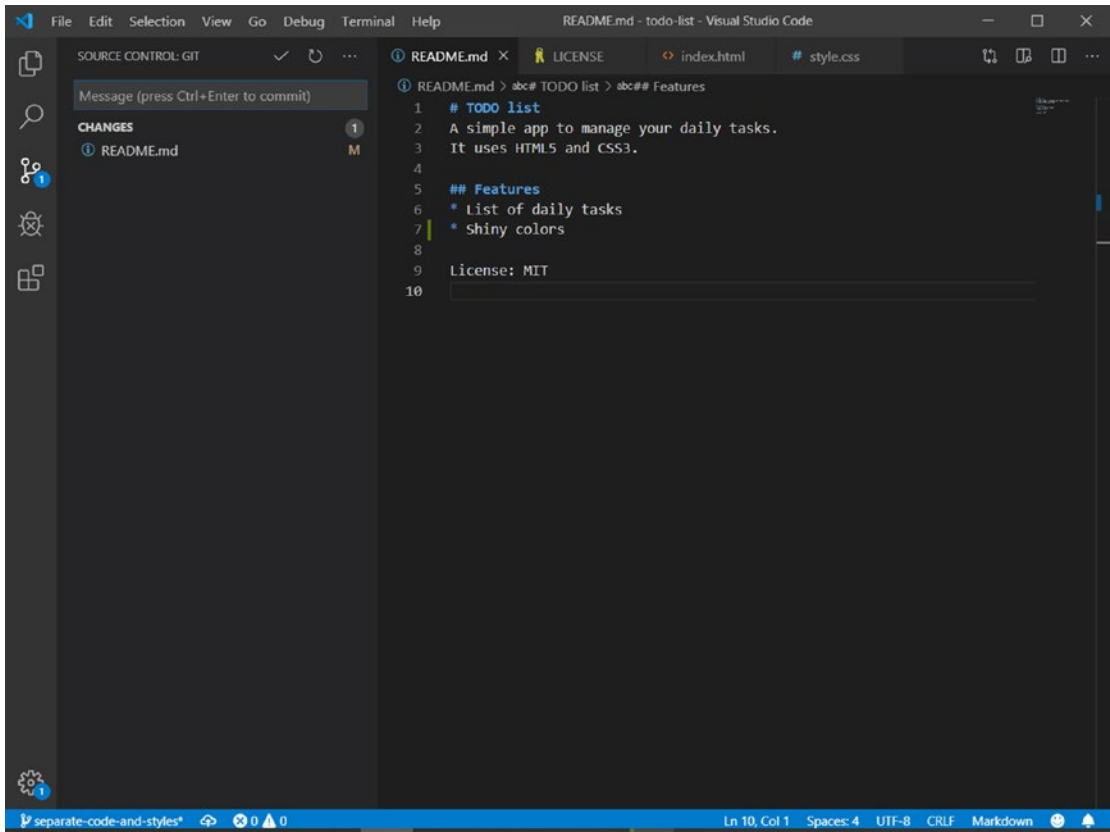 File Edit Selection View Go Debug Terminal Help README.md - todo-list - Visual Studio Code
SOURCE CONTROL: GIT
README.md LICENSE index.html # style.css
Message (press Ctrl+Enter to commit)
CHANGES 1
README.md M
1
README.md > abc# TODO list > abc## Features
1 # TODO list
2 A simple app to manage your daily tasks.
3 It uses HTML5 and CSS3.
4
5 ## Features
6 * List of daily tasks
7 * Shiny colors
8
9 License: MIT
10
1
separate-code-and-styles* 0 0 Ln 10, Col 1 Spaces: 4 UTF-8 CRLF Markdown